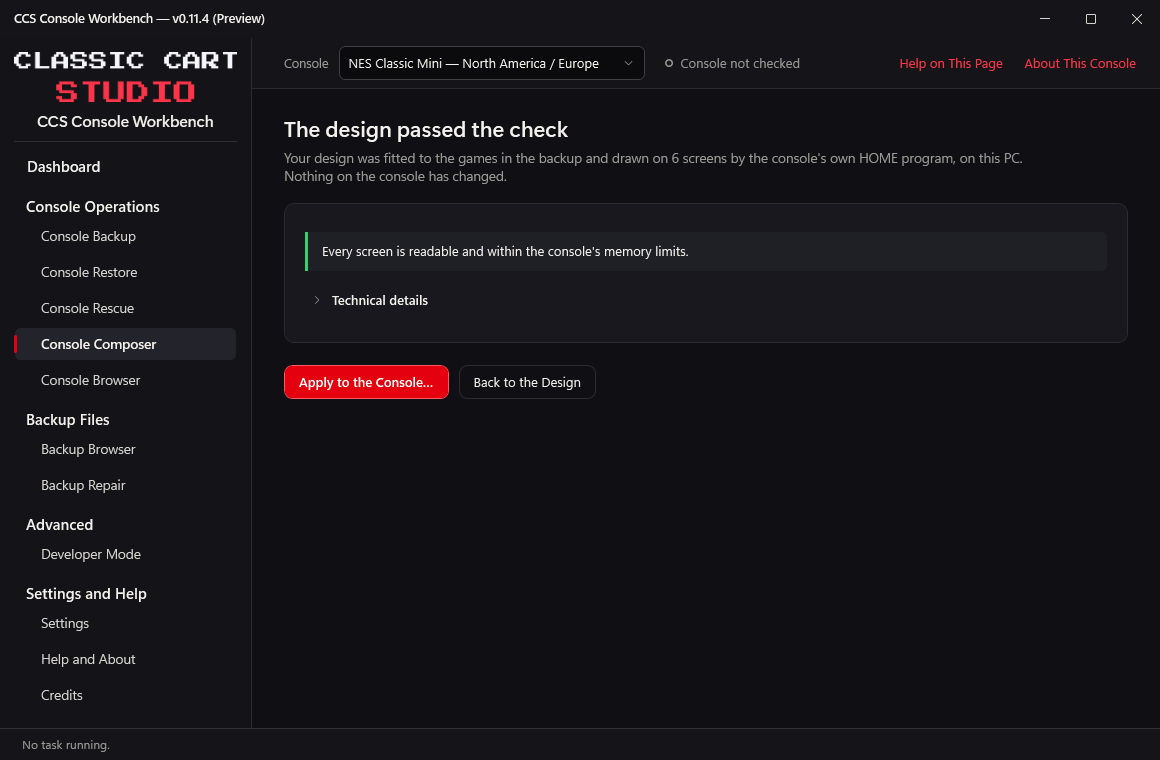 CCS Console Workbench — v0.11.4 (Preview)
CLASSIC CART
STUDIO
CCS Console Workbench
Dashboard
Console Operations
Console Backup
Console Restore
Console Rescue
Console Composer
Console Browser
Backup Files
Backup Browser
Backup Repair
Advanced
Developer Mode
Settings and Help
Settings
Help and About
Credits
Console
NES Classic Mini — North America / Europe
Console not checked
Help on This Page
About This Console
The design passed the check
Your design was fitted to the games in the backup and drawn on 6 screens by the console's own HOME program, on this PC.
Nothing on the console has changed.
Every screen is readable and within the console's memory limits.
Technical details
Apply to the Console...
Back to the Design
No task running.